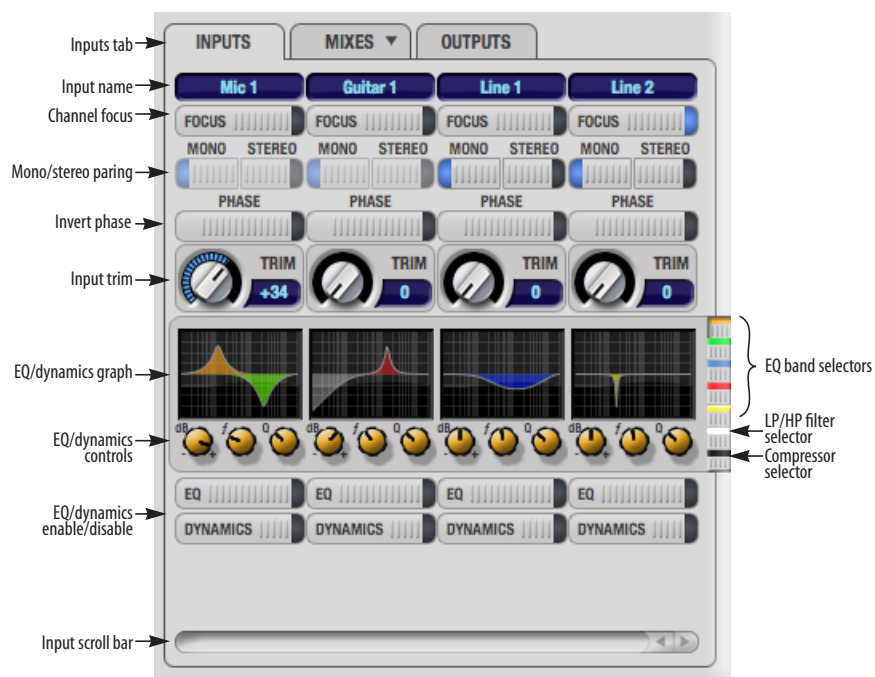 INPUTS MIXES OUTPUTS
Inputs tab
Input name
Mic 1 Guitar 1 Line 1 Line 2
Channel focus
FOCUS FOCUS FOCUS FOCUS
MONO STEREO MONO STEREO MONO STEREO MONO STEREO
Mono/stereo paring
PHASE PHASE PHASE PHASE
Invert phase
TRIM TRIM TRIM TRIM
Input trim
+34 0 0 0
EQ/dynamics graph
EQ band selectors
LP/HP filter
selector
dB f Q dB f Q dB f Q dB f Q
EQ/dynamics
controls
- + - + - + - +
Compressor
selector
EQ EQ EQ EQ
EQ/dynamics
enable/disable
DYNAMICS DYNAMICS DYNAMICS DYNAMICS
Input scroll bar